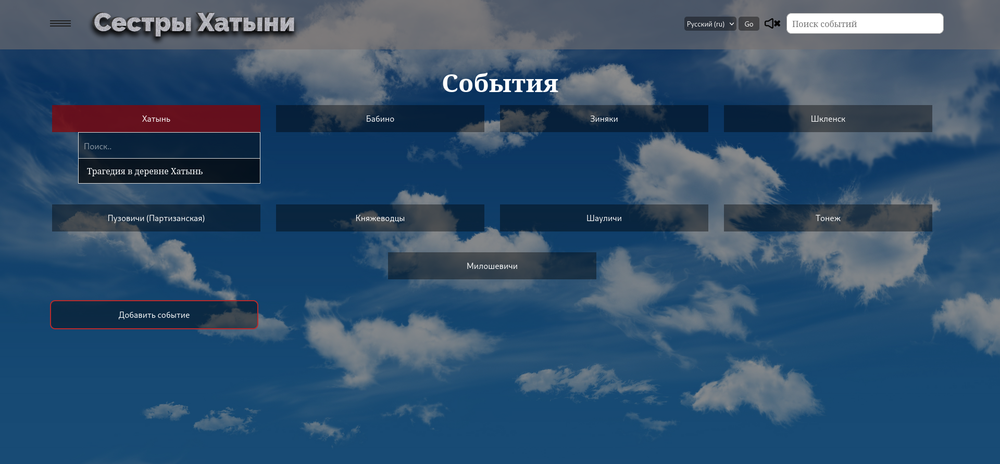 Сестры Хатыни
Русский (ru)
Go
Поиск событий
События
Хатынь
Бабино
Зиняки
Шкленск
Поиск..
Трагедия в деревне Хатынь
Пузовичи (Партизанская)
Княжеводцы
Шауличи
Тонеж
Милошевичи
Добавить событие